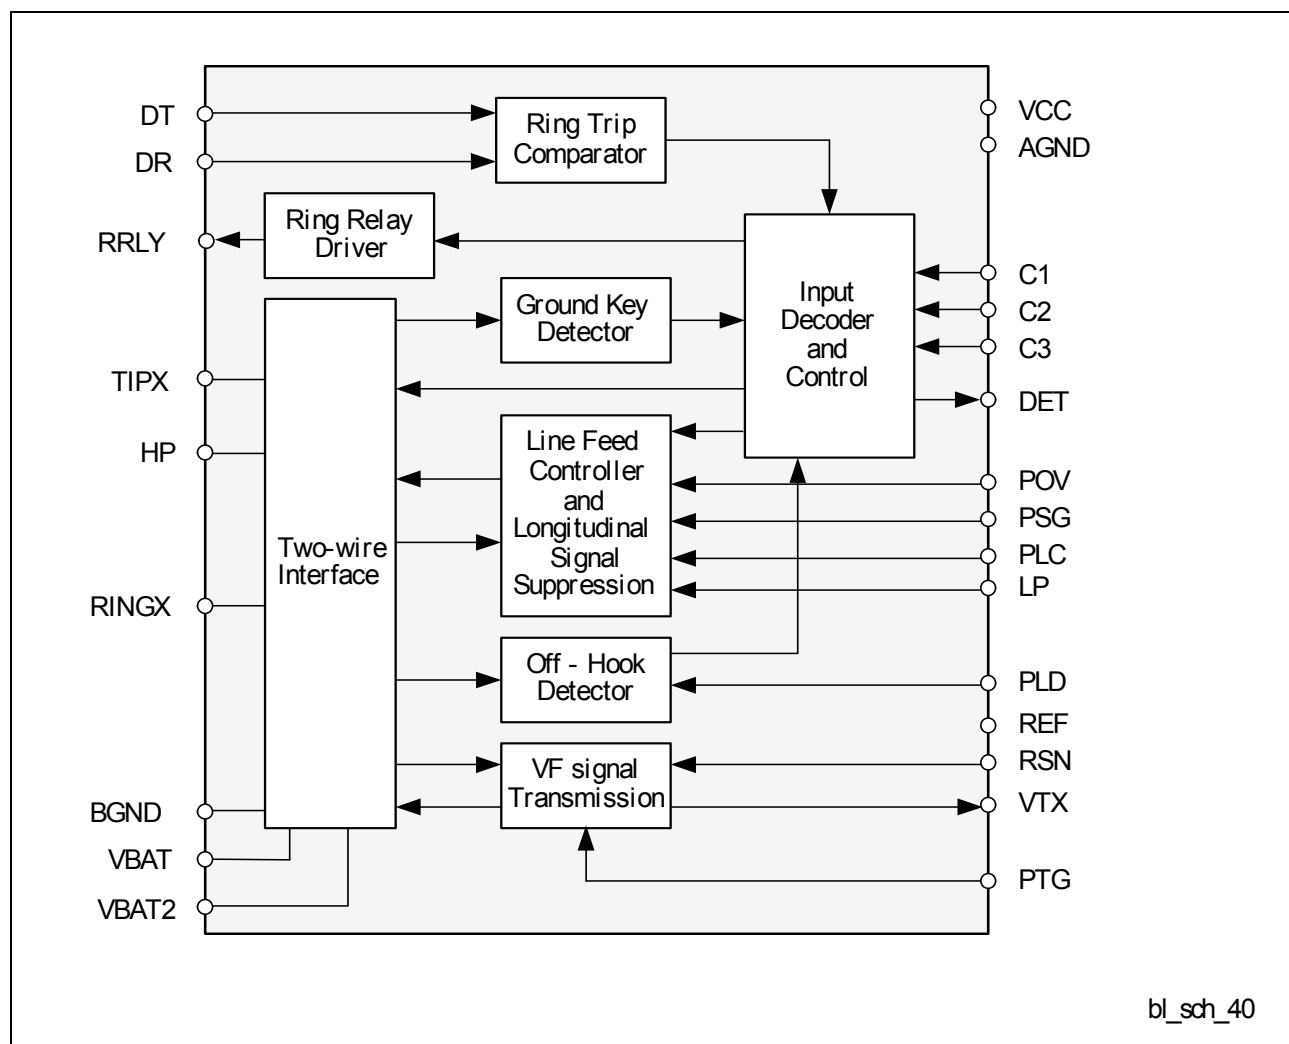 DT
DR
RRLY
TIPX
HP
RINGX
BGND
VBAT
VBAT2
Ring Trip
Comparator
Ring Relay
Driver
Ground Key
Detector
Input
Decoder
and
Control
Two-wire
Interface
Line Feed
Controller
and
Longitudinal
Signal
Suppression
Off - Hook
Detector
VF signal
Transmission
VCC
AGND
C1
C2
C3
DET
POV
PSG
PLC
LP
PLD
REF
RSN
VTX
PTG
bl_sch_40